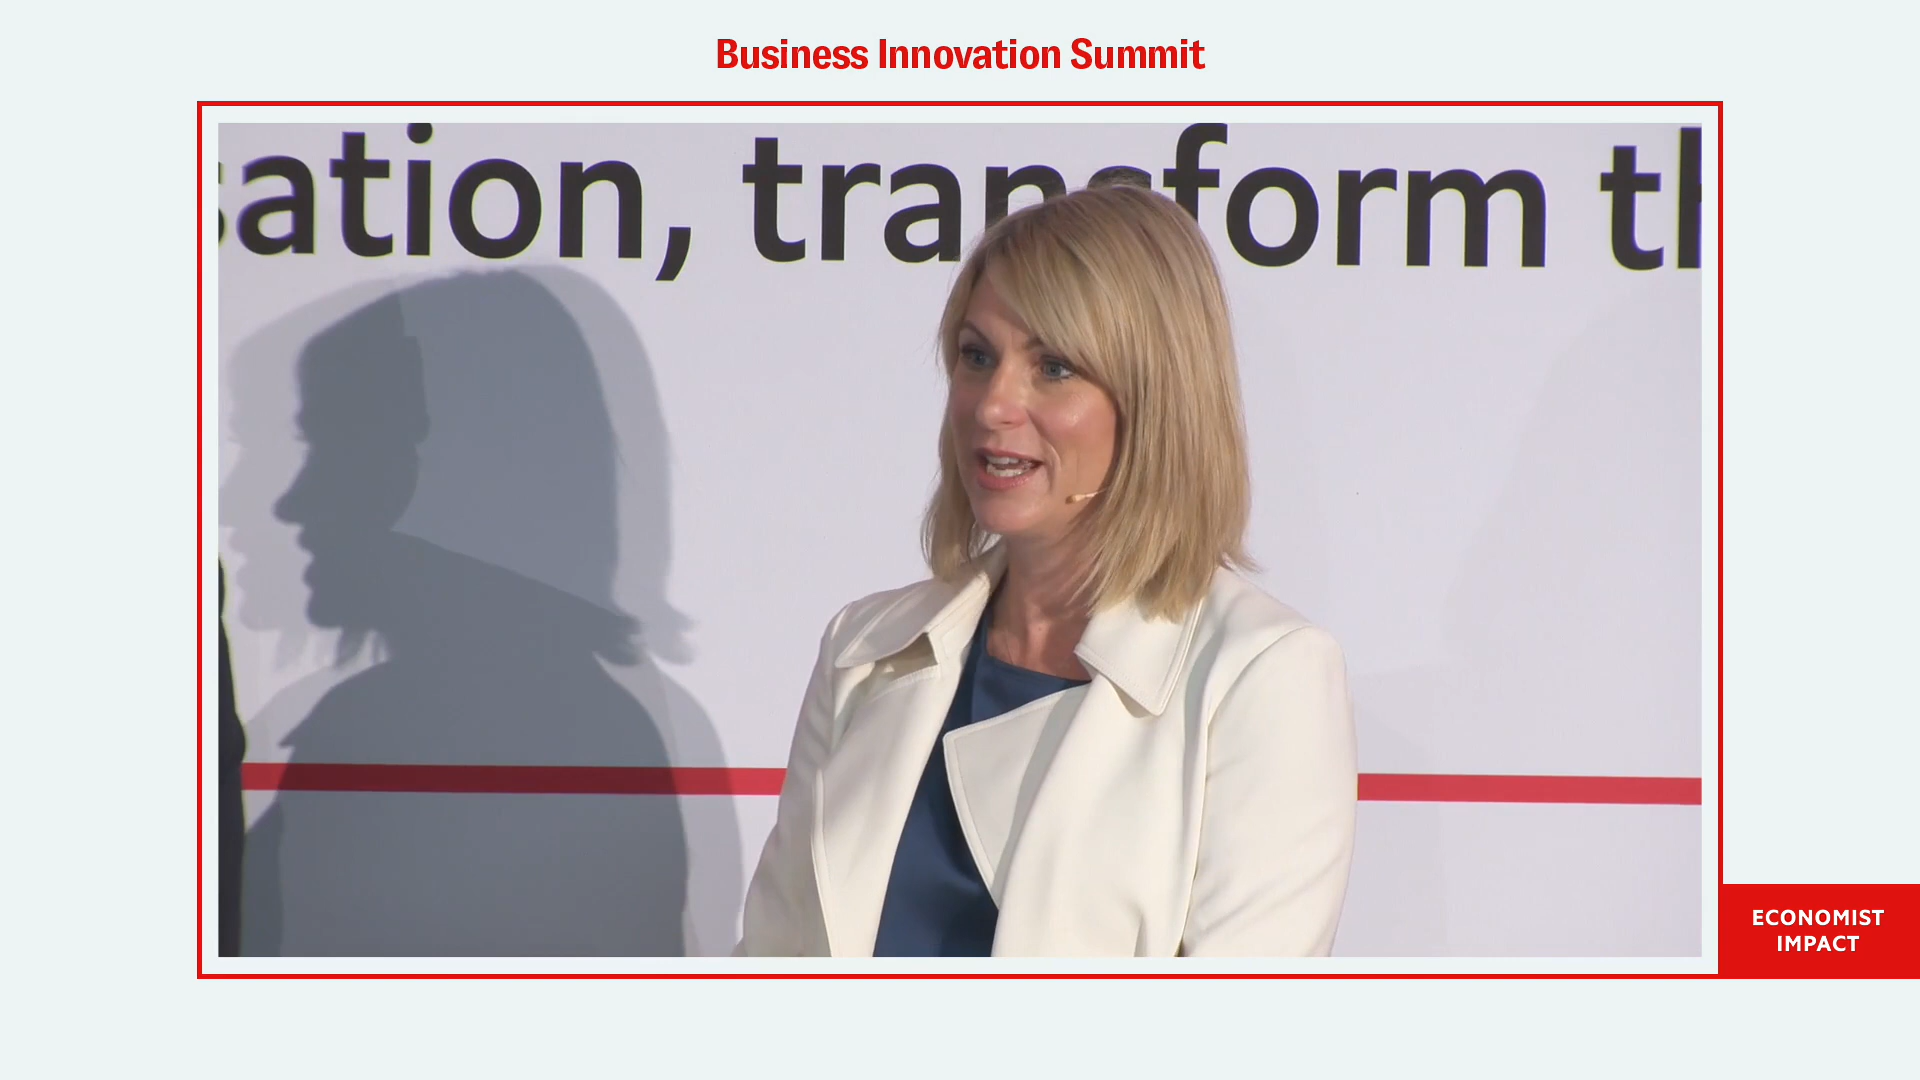 Business Innovation Summit
sation, transform th
ECONOMIST
IMPACT